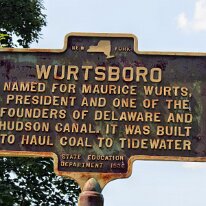 NEW YORK
WURTSBORO
NAMED FOR MAURICE WURTS,
PRESIDENT AND ONE OF THE
FOUNDERS OF DELAWARE AND
HUDSON CANAL. IT WAS BUILT
TO HAUL COAL TO TIDEWATER
STATE EDUCATION
DEPARTMENT